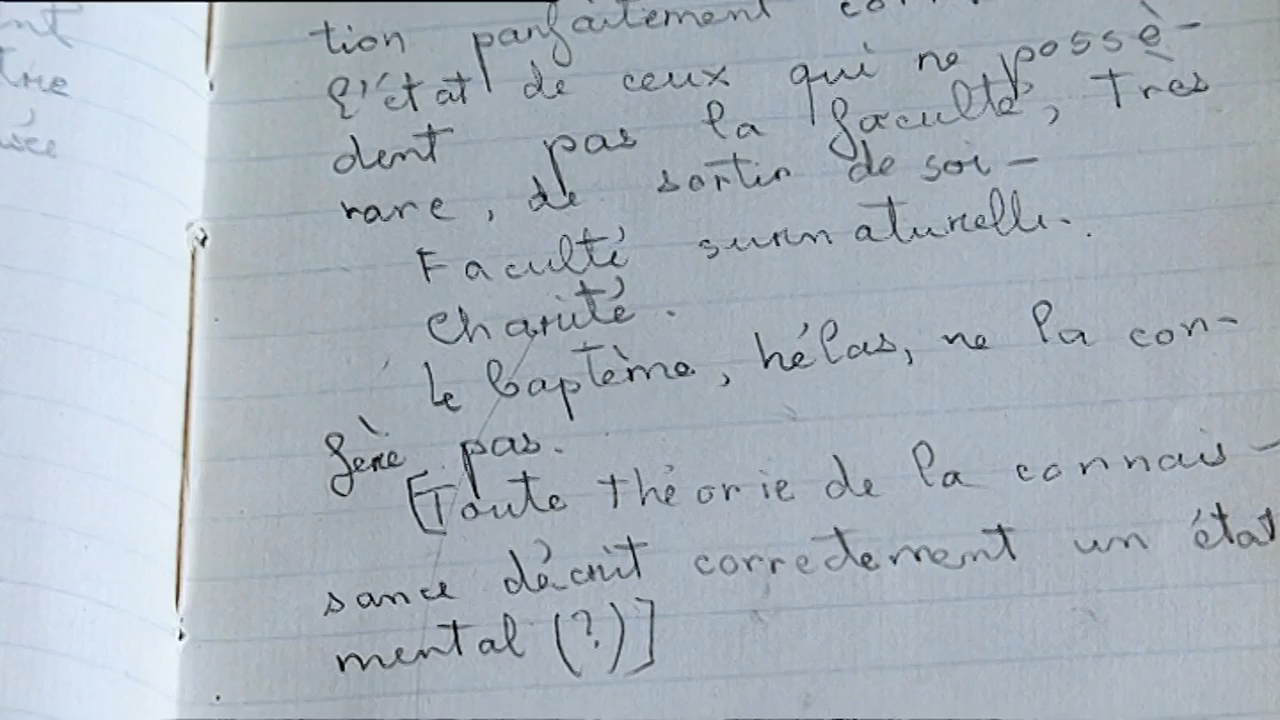 nt
tre
tion parfaitement
l'état de ceux qui ne possè-
dent pas la faculté, très
rare, de sortir de soi-
Faculté surnaturelle.
Charité.
Le baptême, hélas, ne la con-
fère pas.
[Toute théorie de la connais-
sance décrit correctement un état
mental (?)]